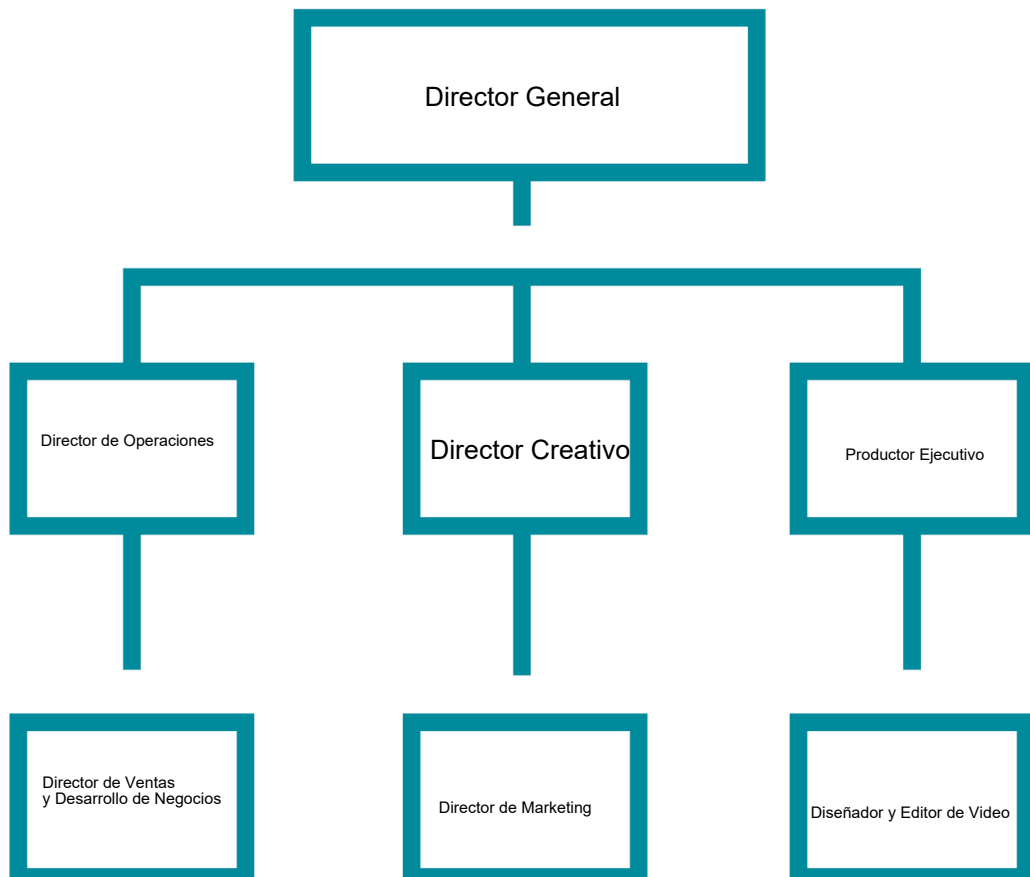 Director General
Director de Operaciones
Director Creativo
Productor Ejecutivo
Director de Ventas
y Desarrollo de Negocios
Director de Marketing
Diseñador y Editor de Video